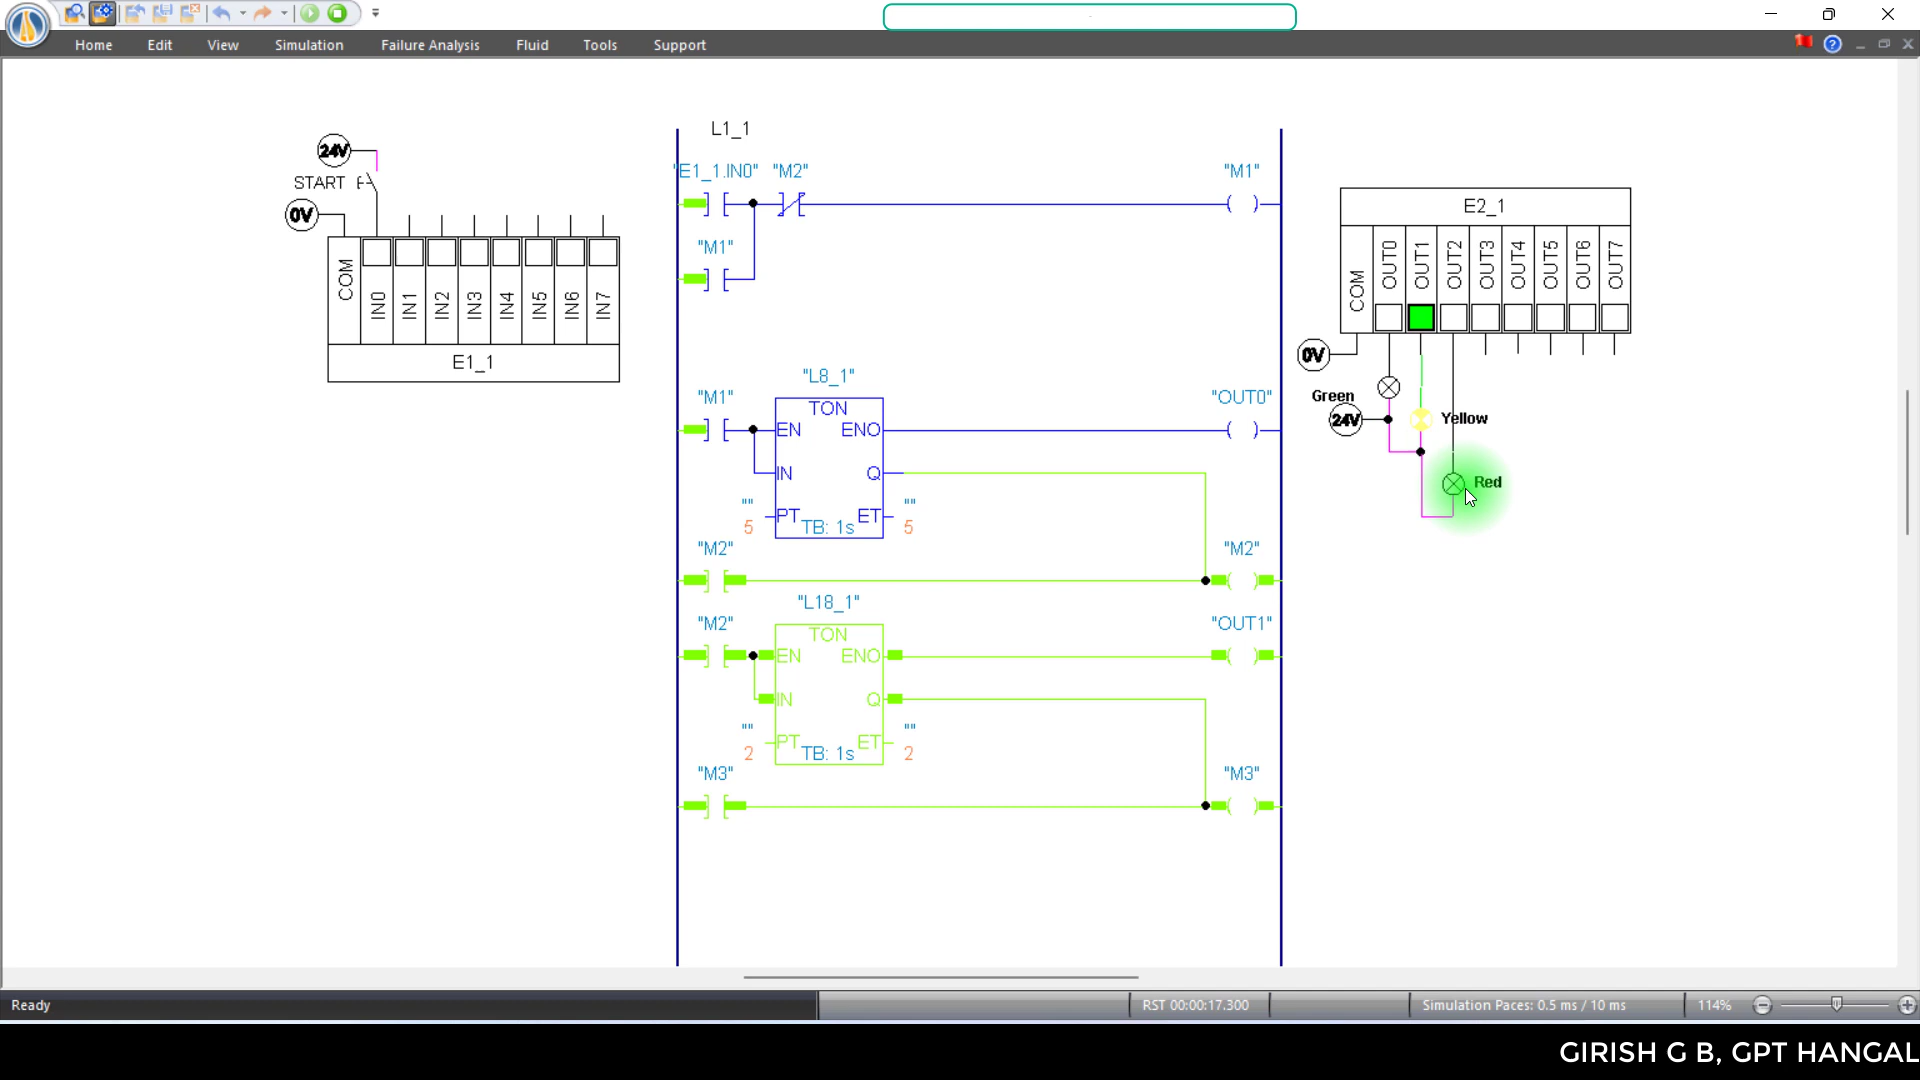 Home Edit View Simulation Failure Analysis Fluid Tools Support
L1_1
24V
START
0V
COM IN0 IN1 IN2 IN3 IN4 IN5 IN6 IN7
E1_1
"E1_1.IN0" "M2" "M1"
"M1"
"L8_1"
"M1" TON "OUT0"
EN ENO
IN Q
"" ""
PT ET
5 TB: 1s 5
"M2" "M2"
"L18_1"
"M2" TON "OUT1"
EN ENO
IN Q
"" ""
PT ET
2 TB: 1s 2
"M3" "M3"
E2_1
COM OUT0 OUT1 OUT2 OUT3 OUT4 OUT5 OUT6 OUT7
0V
Green
24V Yellow
Red
Ready RST 00:00:17.300 Simulation Paces: 0.5 ms / 10 ms 114%
GIRISH G B, GPT HANGAL